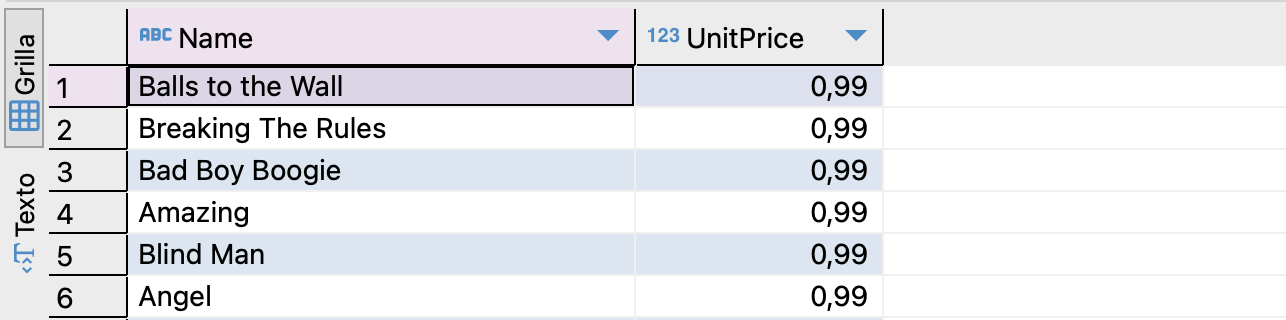 Grilla
Texto
ABC Name 123 UnitPrice
1 Balls to the Wall 0,99
2 Breaking The Rules 0,99
3 Bad Boy Boogie 0,99
4 Amazing 0,99
5 Blind Man 0,99
6 Angel 0,99